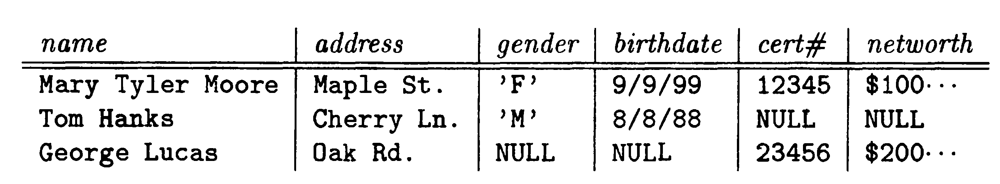 name address gender birthdate cert# networth
Mary Tyler Moore Maple St. 'F' 9/9/99 12345 $100···
Tom Hanks Cherry Ln. 'M' 8/8/88 NULL NULL
George Lucas Oak Rd. NULL NULL 23456 $200···